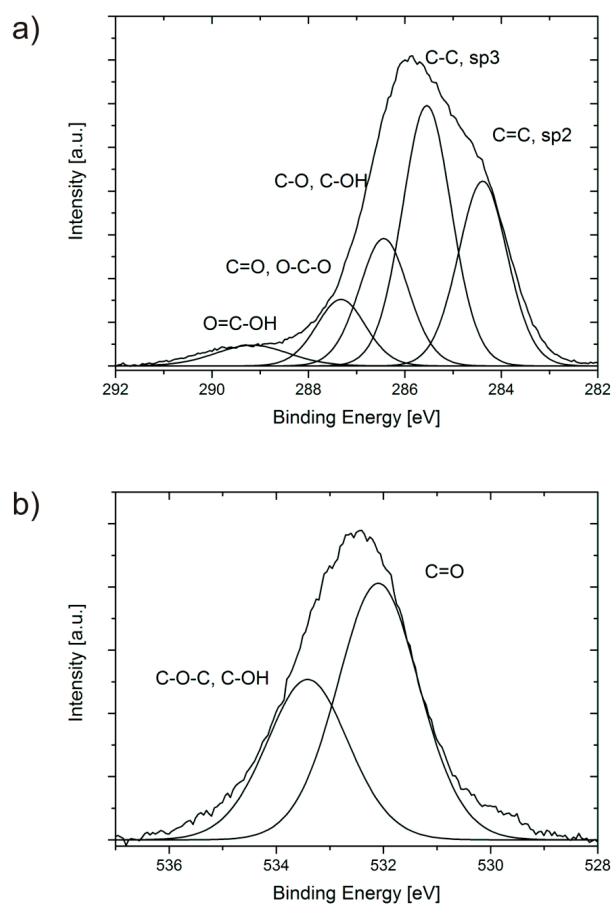 a)
C-C, sp3
C=C, sp2
C-O, C-OH
C=O, O-C-O
O=C-OH
Intensity [a.u.]
292 290 288 286 284 282
Binding Energy [eV]
b)
C=O
C-O-C, C-OH
Intensity [a.u.]
536 534 532 530 528
Binding Energy [eV]